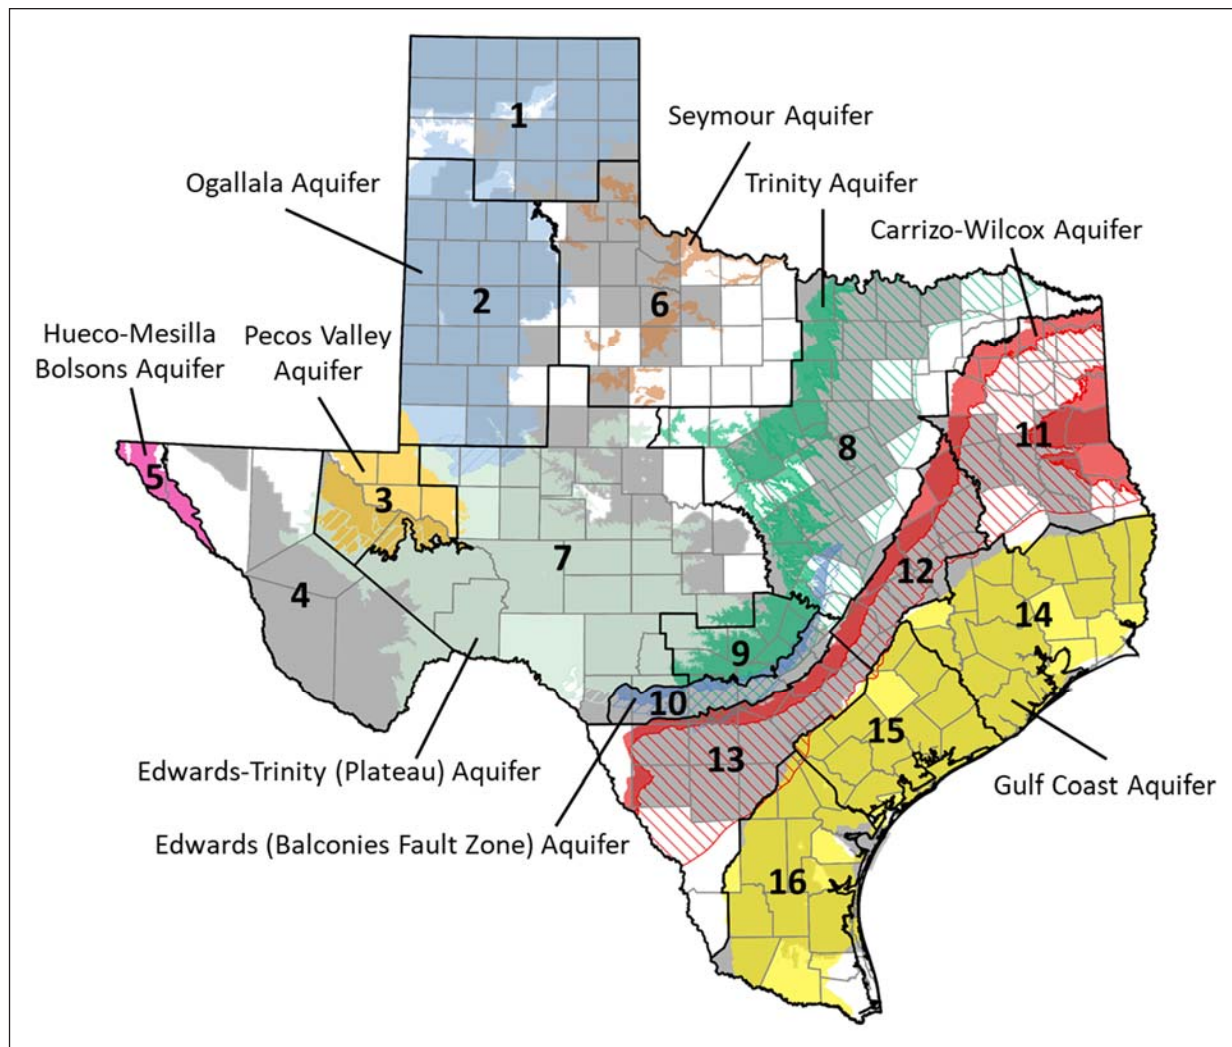 1
Seymour Aquifer
Ogallala Aquifer
Trinity Aquifer
Carrizo-Wilcox Aquifer
2
6
Hueco-Mesilla
Bolsons Aquifer
Pecos Valley
Aquifer
5
3
8
11
7
4
12
14
9
10
15
13
Edwards-Trinity (Plateau) Aquifer
Gulf Coast Aquifer
Edwards (Balconies Fault Zone) Aquifer
16